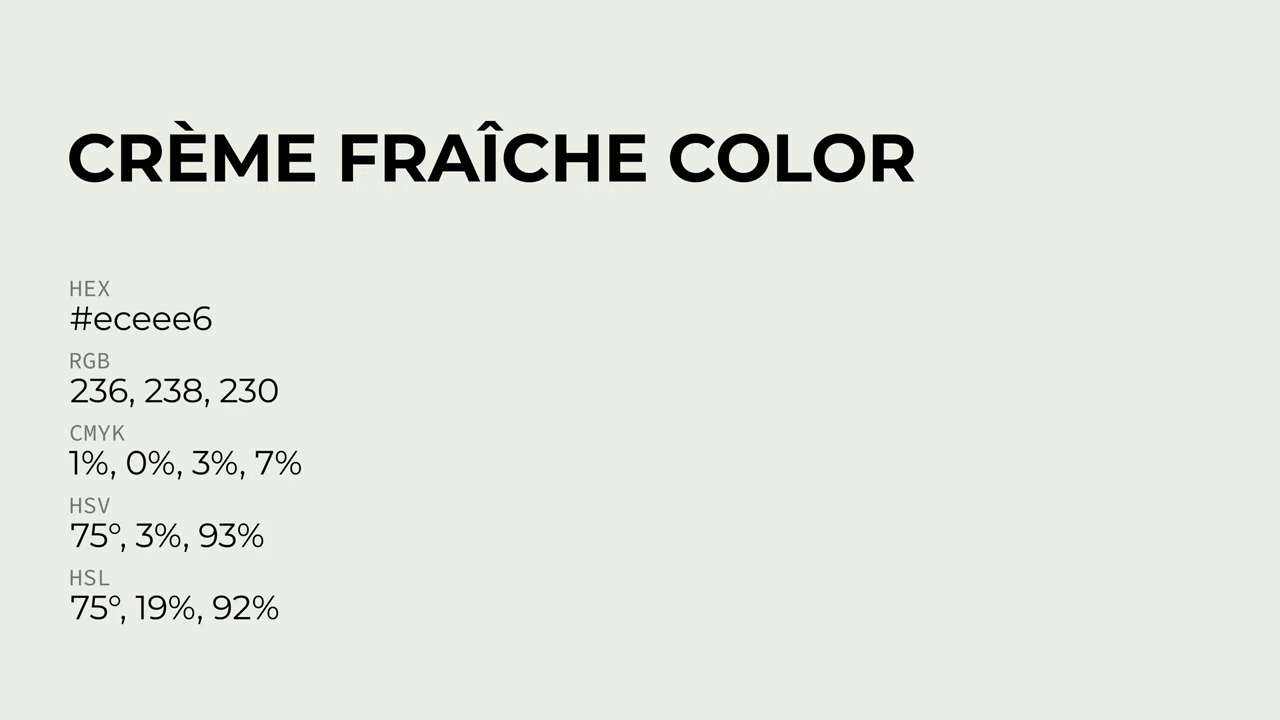 CRÈME FRAÎCHE COLOR
HEX
#eceee6
RGB
236, 238, 230
CMYK
1%, 0%, 3%, 7%
HSV
75°, 3%, 93%
HSL
75°, 19%, 92%